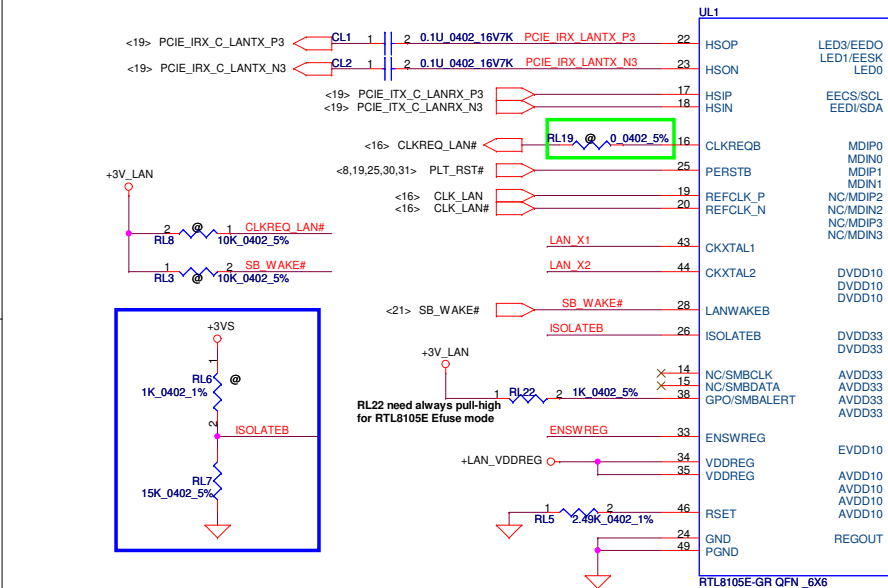 UL1
<19> PCIE_IRX_C_LANTX_P3 CL1 1 2 0.1U_0402_16V7K PCIE_IRX_LANTX_P3 22 HSOP LED3/EEDO
LED1/EESK
<19> PCIE_IRX_C_LANTX_N3 CL2 1 2 0.1U_0402_16V7K PCIE_IRX_LANTX_N3 23 HSON LED0
<19> PCIE_ITX_C_LANRX_P3 17 HSIP EECS/SCL
<19> PCIE_ITX_C_LANRX_N3 18 HSIN EEDI/SDA
RL19 @ 0_0402_5%
<16> CLKREQ_LAN# 16 CLKREQB MDIP0
MDIN0
<8,19,25,30,31> PLT_RST# 25 PERSTB MDIP1
MDIN1
+3V_LAN
<16> CLK_LAN 19 REFCLK_P NC/MDIP2
<16> CLK_LAN# 20 REFCLK_N NC/MDIN2
NC/MDIP3
NC/MDIN3
2 @ 1 CLKREQ_LAN#
RL8 10K_0402_5%
LAN_X1 43 CKXTAL1
1 2 SB_WAKE#
RL3 @ 10K_0402_5%
LAN_X2 44 CKXTAL2 DVDD10
DVDD10
DVDD10
<21> SB_WAKE# SB_WAKE# 28 LANWAKEB
+3VS
ISOLATEB 26 ISOLATEB DVDD33
DVDD33
+3V_LAN
1
RL6 @
1K_0402_1%
2
ISOLATEB
RL7
15K_0402_5%
14 NC/SMBCLK AVDD33
15 NC/SMBDATA AVDD33
1 RL22 2 1K_0402_5% 38 GPO/SMBALERT AVDD33
AVDD33
RL22 need always pull-high
for RTL8105E Efuse mode
ENSWREG 33 ENSWREG
EVDD10
+LAN_VDDREG 34 VDDREG
35 VDDREG AVDD10
AVDD10
AVDD10
AVDD10
1 2 46 RSET
RL5 2.49K_0402_1%
24 GND REGOUT
49 PGND
RTL8105E-GR QFN _6X6